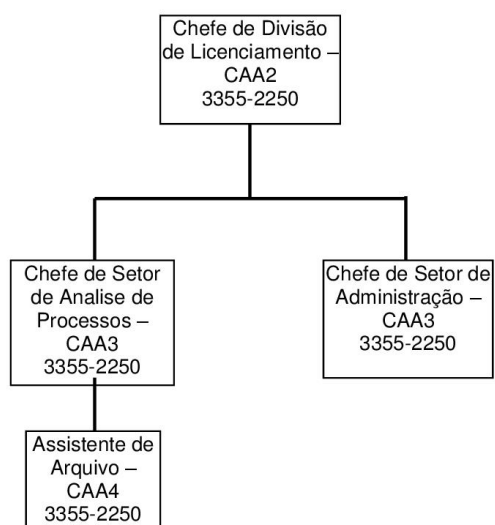 Chefe de Divisão
de Licenciamento –
CAA2
3355-2250
Chefe de Setor
de Analise de
Processos –
CAA3
3355-2250
Chefe de Setor de
Administração –
CAA3
3355-2250
Assistente de
Arquivo –
CAA4
3355-2250